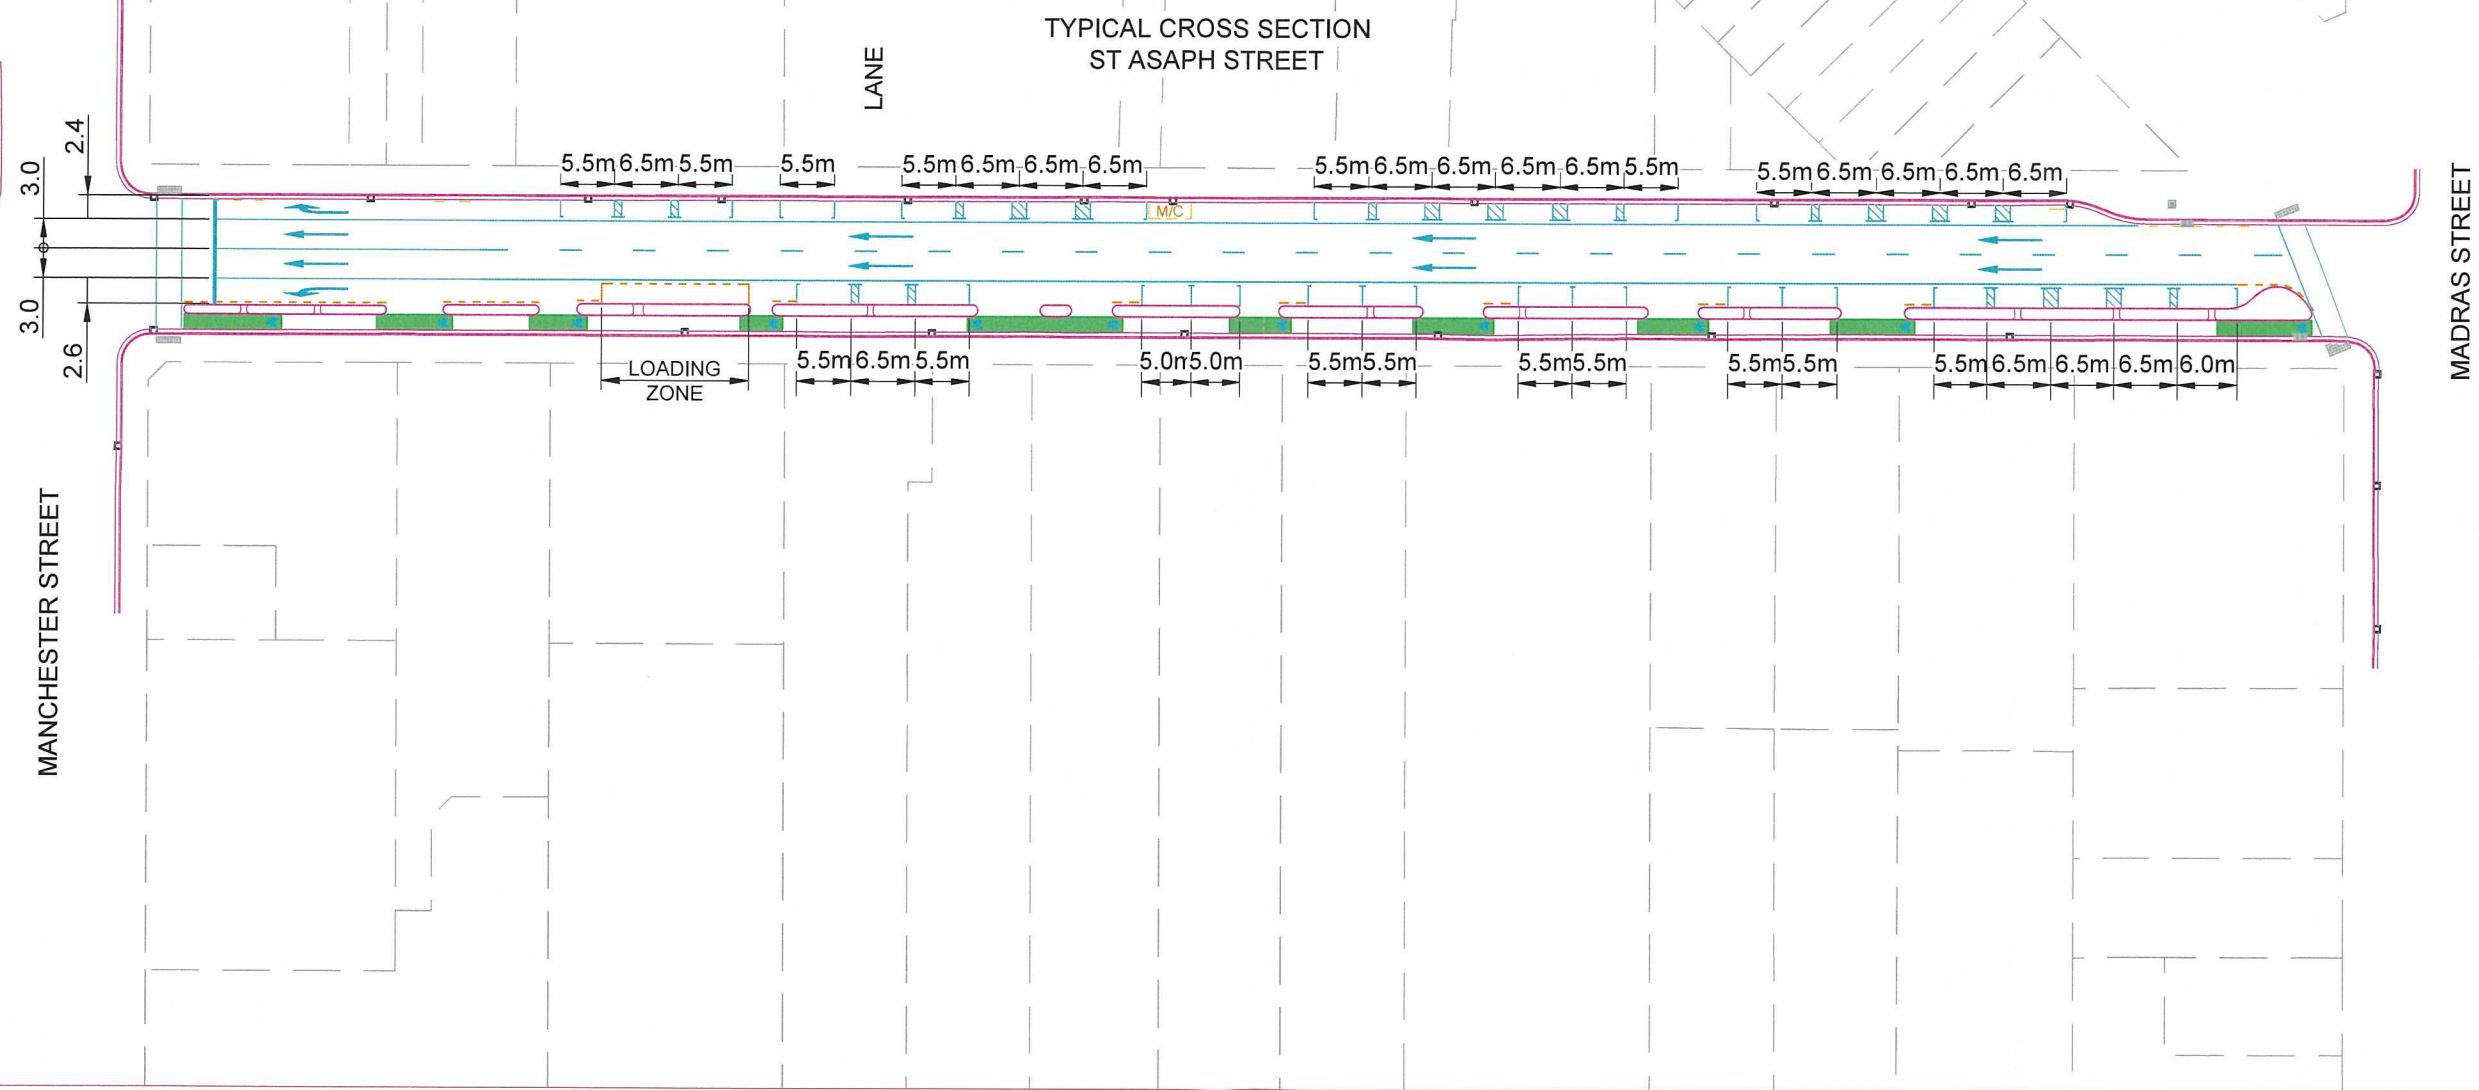 TYPICAL CROSS SECTION
ST ASAPH STREET
LANE
2.4
3.0
5.5m 6.5m 5.5m
5.5m
5.5m 6.5m 6.5m 6.5m
5.5m 6.5m 6.5m 6.5m 6.5m 5.5m
5.5m 6.5m 6.5m 6.5m 6.5m
M/C
MADRAS STREET
3.0
2.6
LOADING
ZONE
5.5m 6.5m 5.5m
5.0m 5.0m
5.5m 5.5m
5.5m 5.5m
5.5m 5.5m
5.5m 6.5m 6.5m 6.5m 6.0m
MANCHESTER STREET